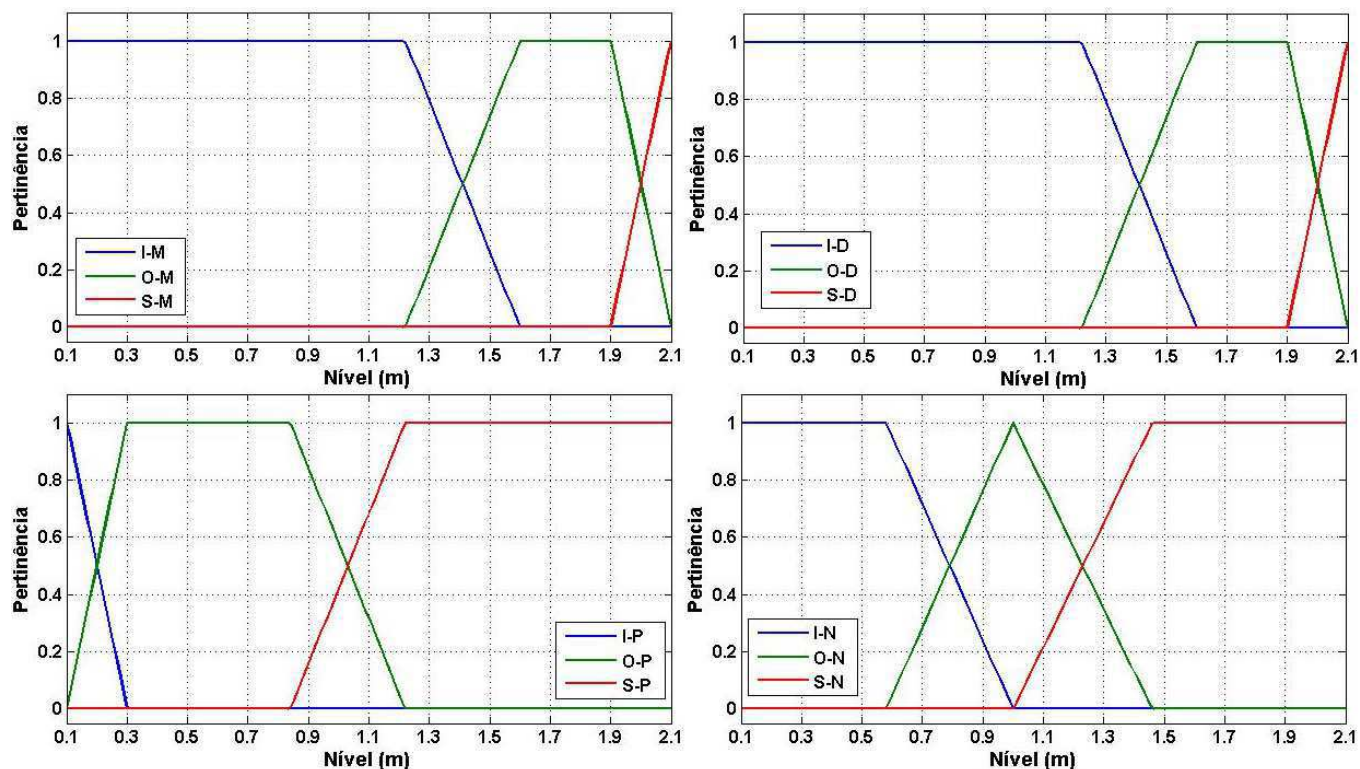 Pertinência
1
0.8
0.6
0.4
0.2
0
I-M
O-M
S-M
0.1 0.3 0.5 0.7 0.9 1.1 1.3 1.5 1.7 1.9 2.1
Nível (m)
Pertinência
1
0.8
0.6
0.4
0.2
0
I-D
O-D
S-D
0.1 0.3 0.5 0.7 0.9 1.1 1.3 1.5 1.7 1.9 2.1
Nível (m)
Pertinência
1
0.8
0.6
0.4
0.2
0
I-P
O-P
S-P
0.1 0.3 0.5 0.7 0.9 1.1 1.3 1.5 1.7 1.9 2.1
Nível (m)
Pertinência
1
0.8
0.6
0.4
0.2
0
I-N
O-N
S-N
0.1 0.3 0.5 0.7 0.9 1.1 1.3 1.5 1.7 1.9 2.1
Nível (m)